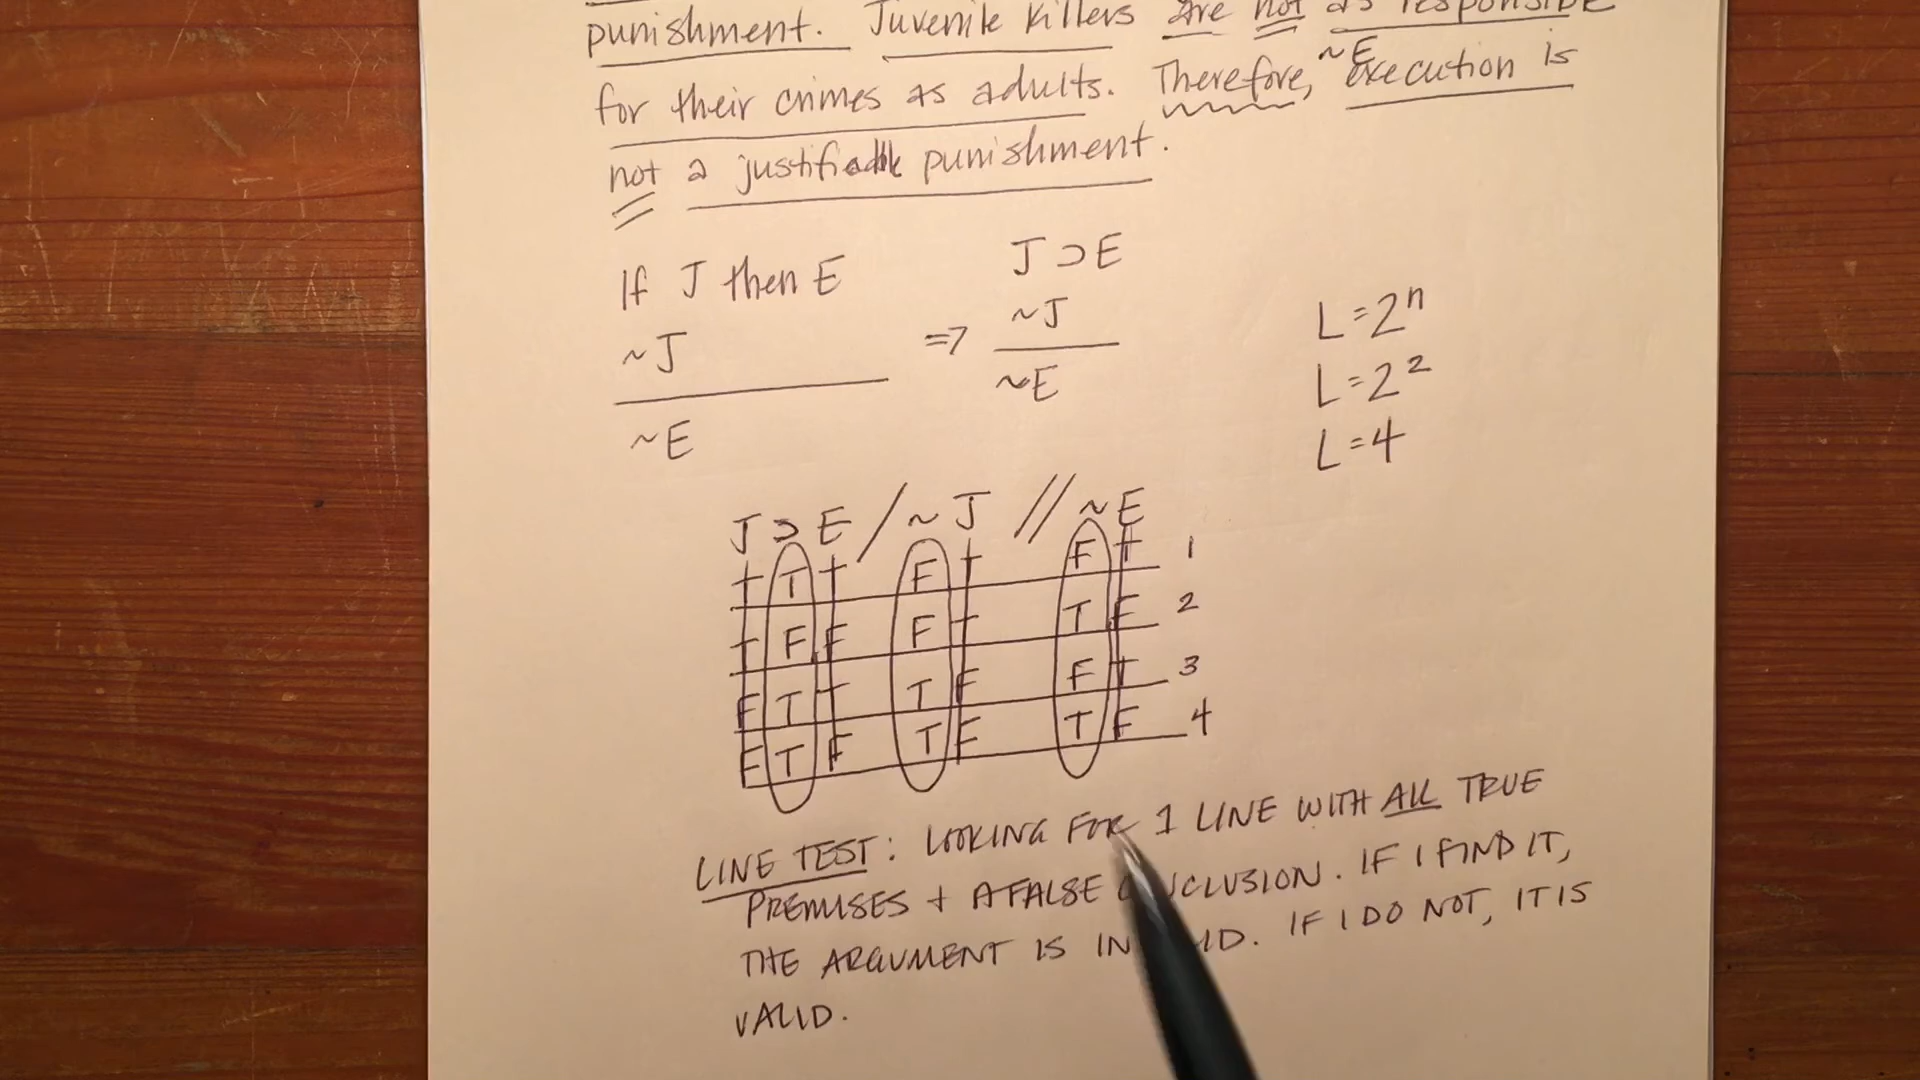 punishment. Juvenile killers are not as responsible
~E
for their crimes as adults. Therefore, execution is
not a justifiable punishment.
If J then E
~J
~E
=>
J ⊃ E
~J
~E
L=2ⁿ
L=2²
L=4
J ⊃ E / ~J // ~E
T T T F T F T 1
T F F F T T F 2
F T T T F F T 3
F T F T F T F 4
LINE TEST: LOOKING FOR 1 LINE WITH ALL TRUE
PREMISES + A FALSE CONCLUSION. IF I FIND IT,
THE ARGUMENT IS INVALID. IF I DO NOT, IT IS
VALID.